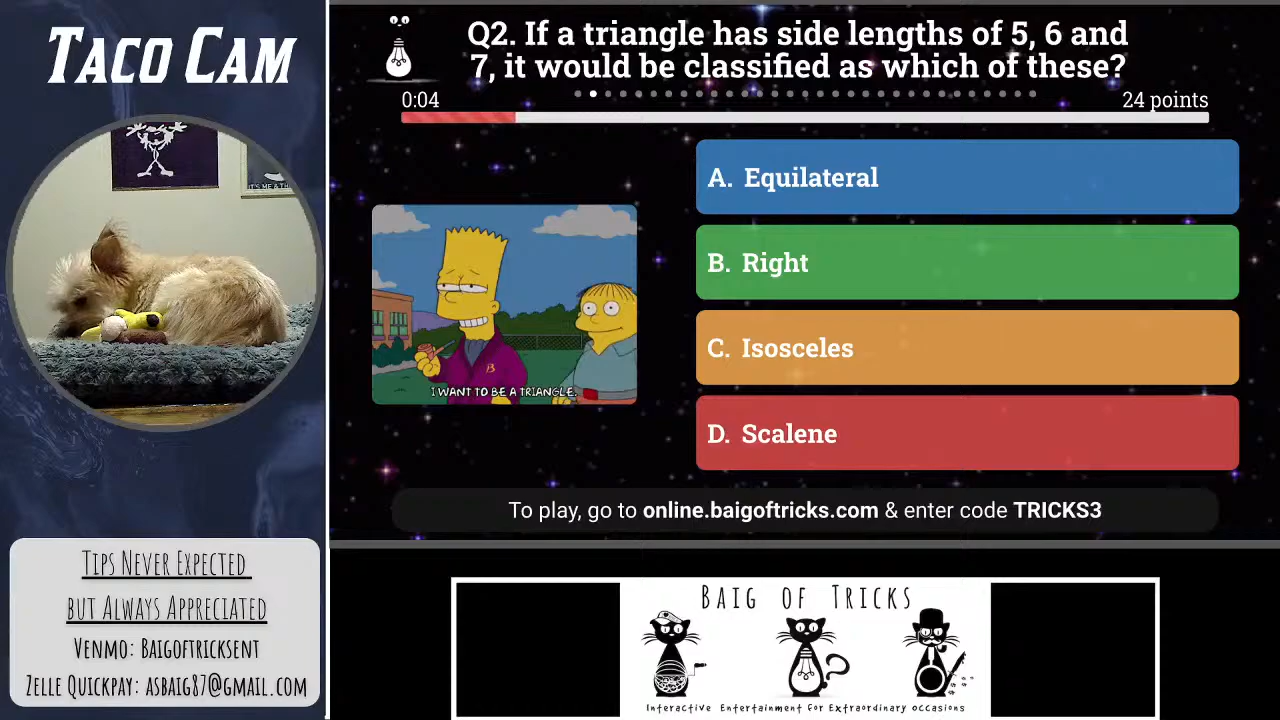 TACO CAM
IT'S ME & TH
TIPS NEVER EXPECTED
BUT ALWAYS APPRECIATED
VENMO: BAIGOFTRICKSENT
ZELLE QUICKPAY: ASBAIG87@GMAIL.COM
Q2. If a triangle has side lengths of 5, 6 and
7, it would be classified as which of these?
0:04
24 points
A. Equilateral
B. Right
C. Isosceles
D. Scalene
B
I WANT TO BE A TRIANGLE.
To play, go to online.baigoftricks.com & enter code TRICKS3
BAIG OF TRICKS
Interactive Entertainment For Extraordinary Occasions